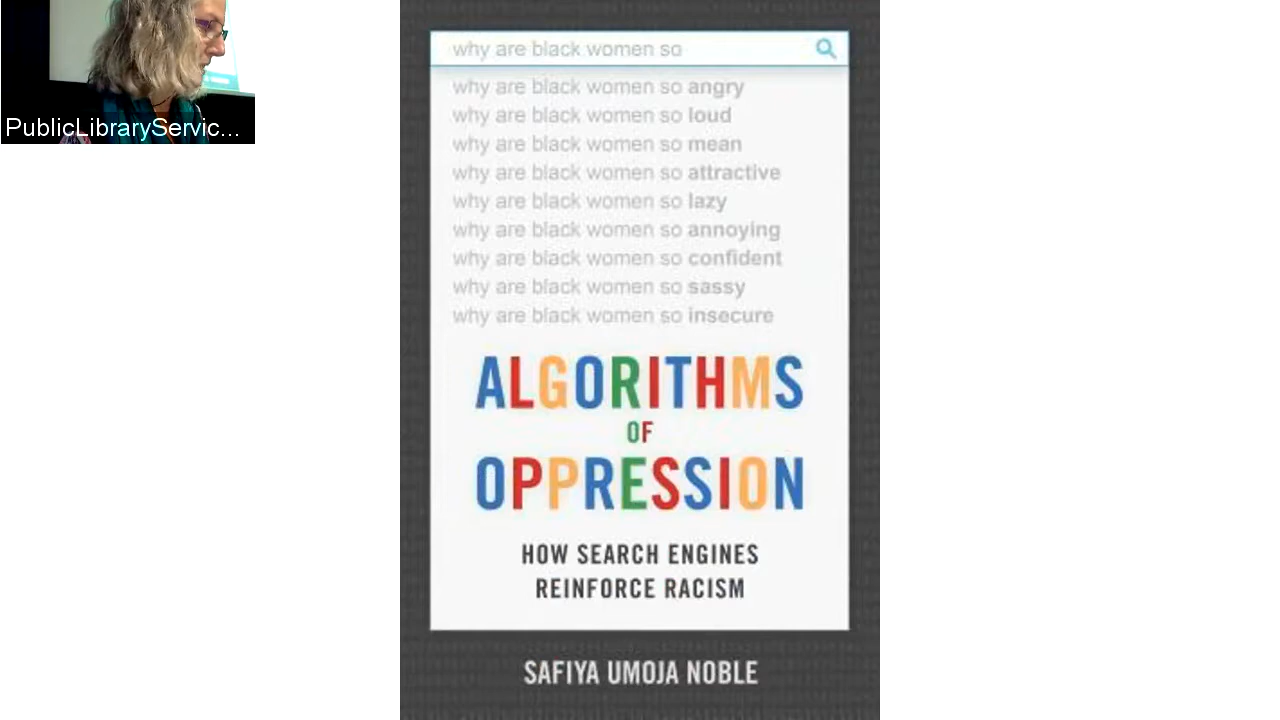 PublicLibraryServic...
why are black women so
why are black women so angry
why are black women so loud
why are black women so mean
why are black women so attractive
why are black women so lazy
why are black women so annoying
why are black women so confident
why are black women so sassy
why are black women so insecure
ALGORITHMS
OF
OPPRESSION
HOW SEARCH ENGINES
REINFORCE RACISM
SAFIYA UMOJA NOBLE